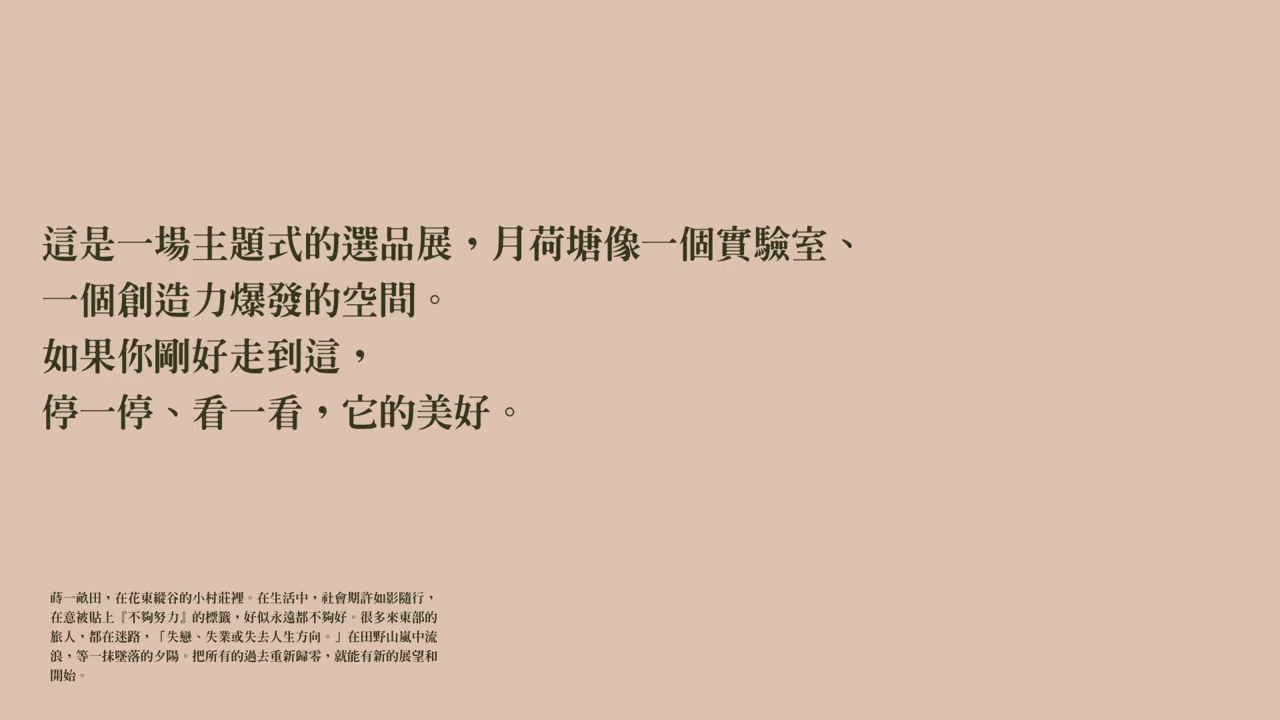 這是一場主題式的選品展，月荷塘像一個實驗室、
一個創造力爆發的空間。
如果你剛好走到這，
停一停、看一看，它的美好。
蒔一畝田，在花東縱谷的小村莊裡。在生活中，社會期許如影隨行，
在意被貼上『不夠努力』的標籤，好似永遠都不夠好。很多來東部的
旅人，都在迷路，「失戀、失業或失去人生方向。」在田野山嵐中流
浪，等一抹墜落的夕陽。把所有的過去重新歸零，就能有新的展望和
開始。